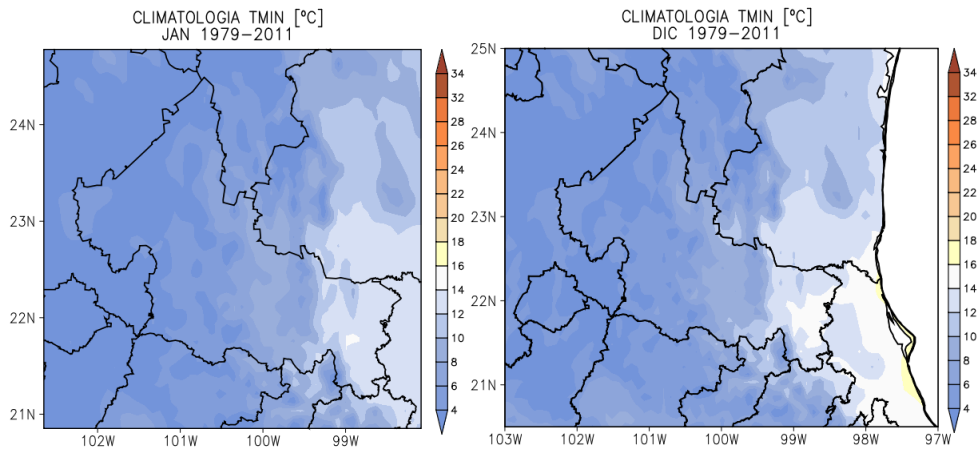 CLIMATOLOGIA TMIN [ºC]
JAN 1979-2011
24N
23N
22N
21N
102W 101W 100W 99W
34
32
28
26
24
22
20
18
16
14
12
10
8
6
4
CLIMATOLOGIA TMIN [ºC]
DIC 1979-2011
25N
24N
23N
22N
21N
103W 102W 101W 100W 99W 98W 97W
34
32
28
26
24
22
20
18
16
14
12
10
8
6
4